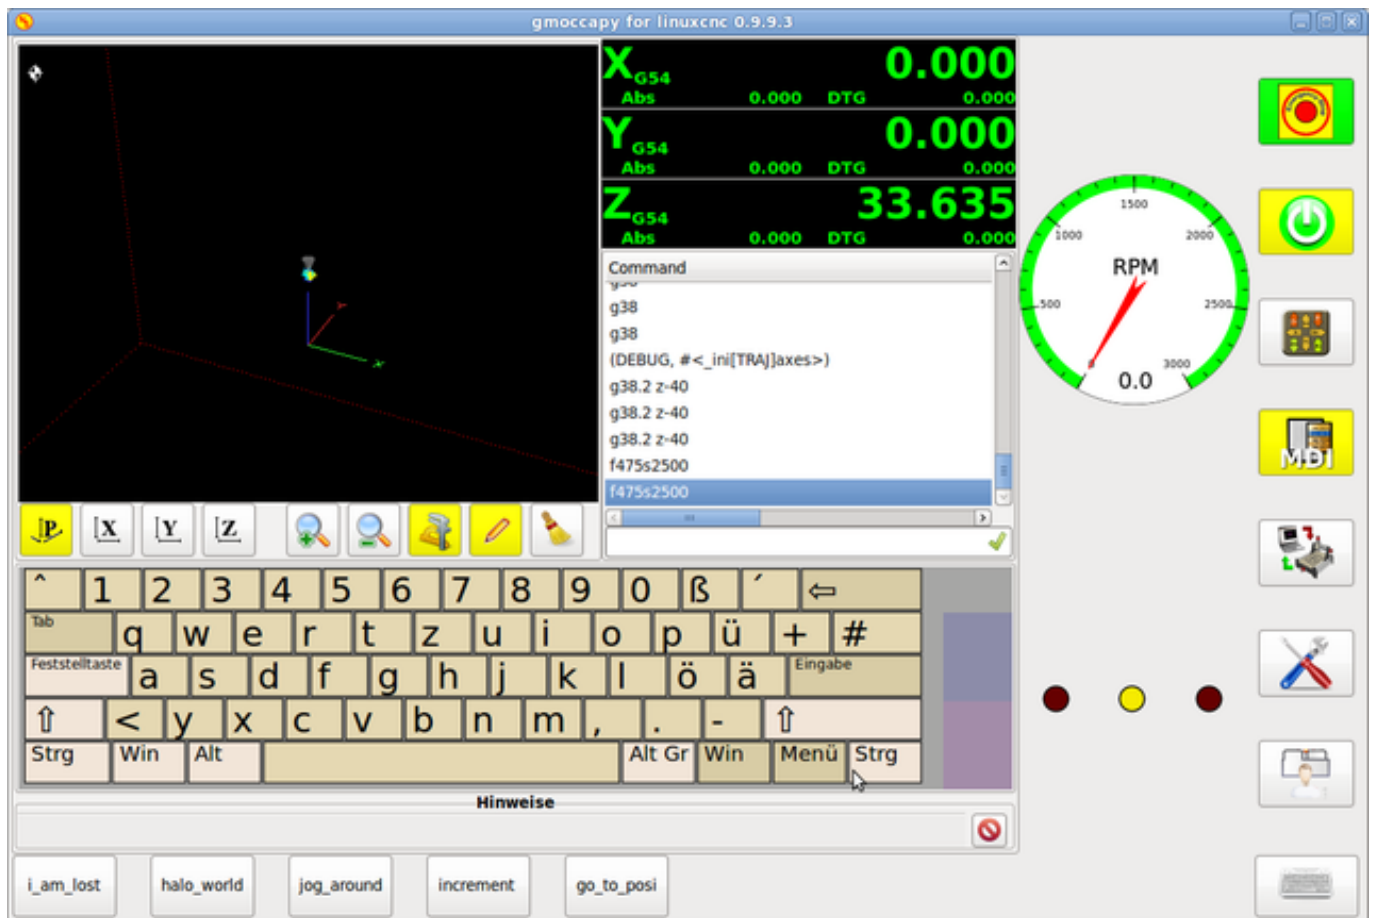 gmoccapy for linuxcnc 0.9.9.3
X G54 0.000
Abs 0.000 DTG 0.000
Y G54 0.000
Abs 0.000 DTG 0.000
Z G54 33.635
Abs 0.000 DTG 0.000
Command
g38
g38
g38
(DEBUG, #<_ini[TRAJ]axes>)
g38.2 z-40
g38.2 z-40
g38.2 z-40
f475s2500
f475s2500
X
Y
P X Y Z
0 500 1000 1500 2000 2500 3000
RPM
0.0
MDI
^ 1 2 3 4 5 6 7 8 9 0 ß ´ ⇦
Tab q w e r t z u i o p ü + #
Feststelltaste a s d f g h j k l ö ä Eingabe
⇧ < y x c v b n m , . - ⇧
Strg Win Alt Alt Gr Win Menü Strg
Hinweise
i_am_lost halo_world jog_around increment go_to_posi